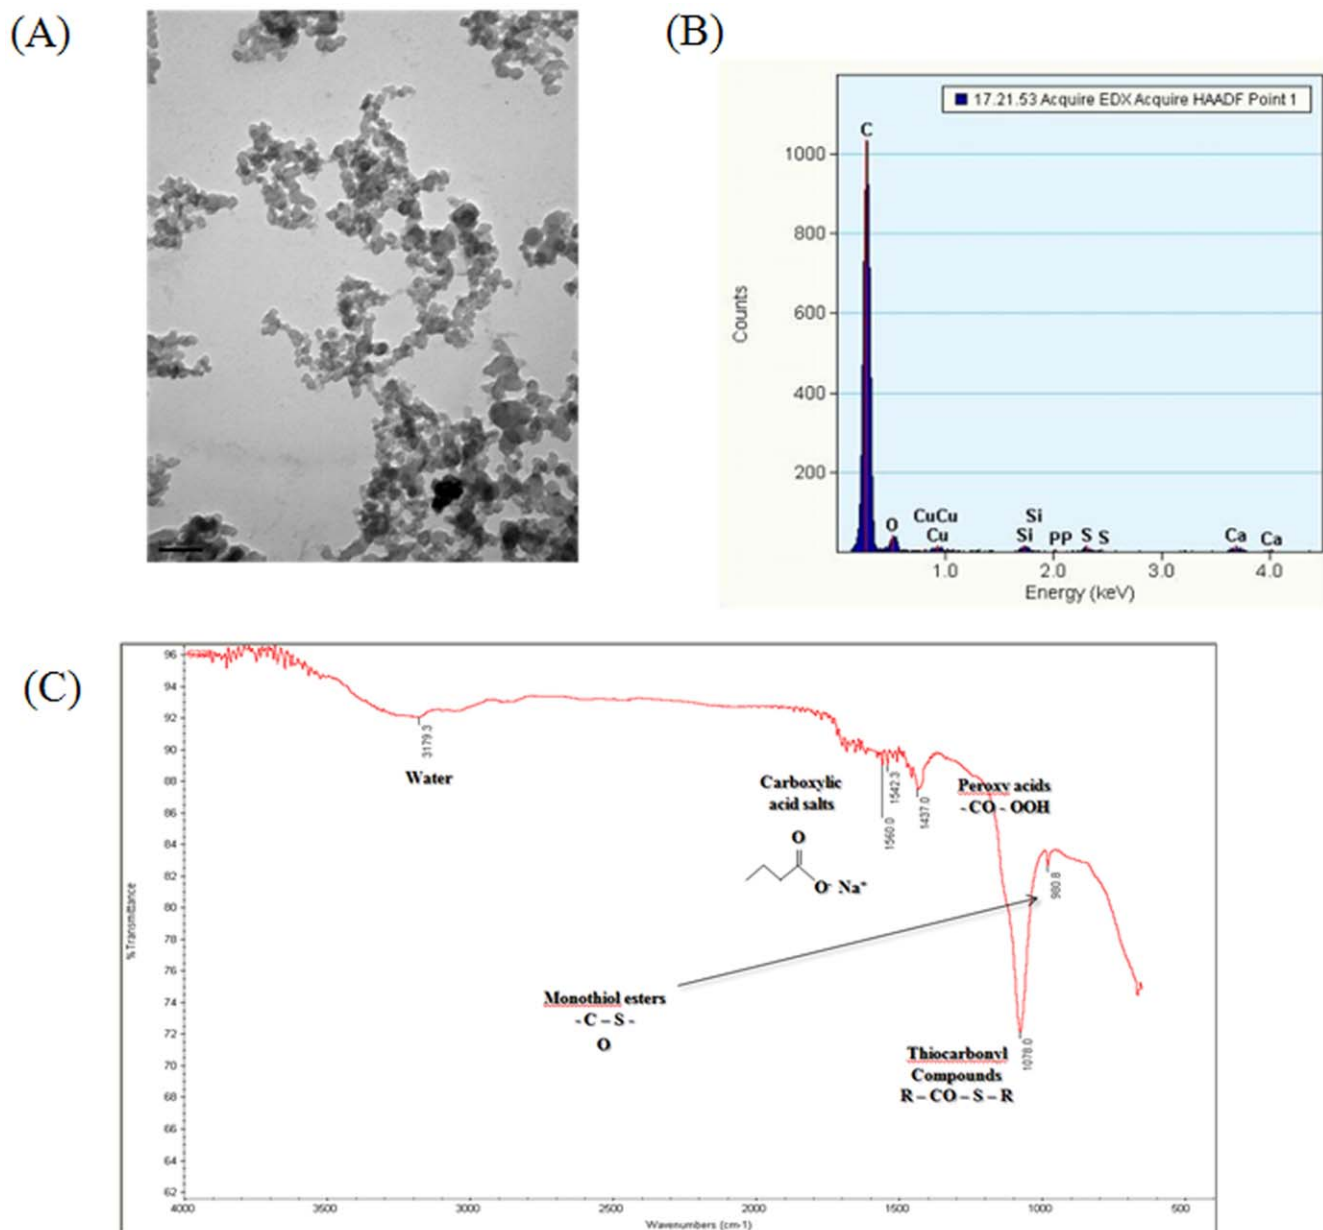 (A)
(B)
17.21.53 Acquire EDX Acquire HAADF Point 1
C
1000
800
600
400
200
Counts
O
CuCu
Cu
Si
Si
PP
S
S
Ca
Ca
1.0
2.0
3.0
4.0
Energy (keV)
(C)
96
94
92
90
88
86
84
82
80
78
76
74
72
70
68
66
64
62
%Transmittance
3179.3
Water
Carboxylic
acid salts
O
O- Na+
1560.0
1542.3
1437.0
Peroxy acids
- CO - OOH
980.8
Monothiol esters
- C – S -
O
1078.0
Thiocarbonyl
Compounds
R – CO – S – R
4000
3500
3000
2500
2000
1500
1000
500
Wavenumbers (cm-1)